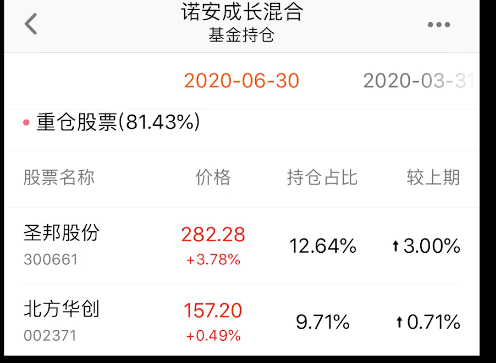 诺安成长混合
基金持仓
2020-06-30 2020-03-31
重仓股票(81.43%)
股票名称 价格 持仓占比 较上期
圣邦股份 282.28 12.64% ⬆3.00%
300661 +3.78%
北方华创 157.20 9.71% ⬆0.71%
002371 +0.49%